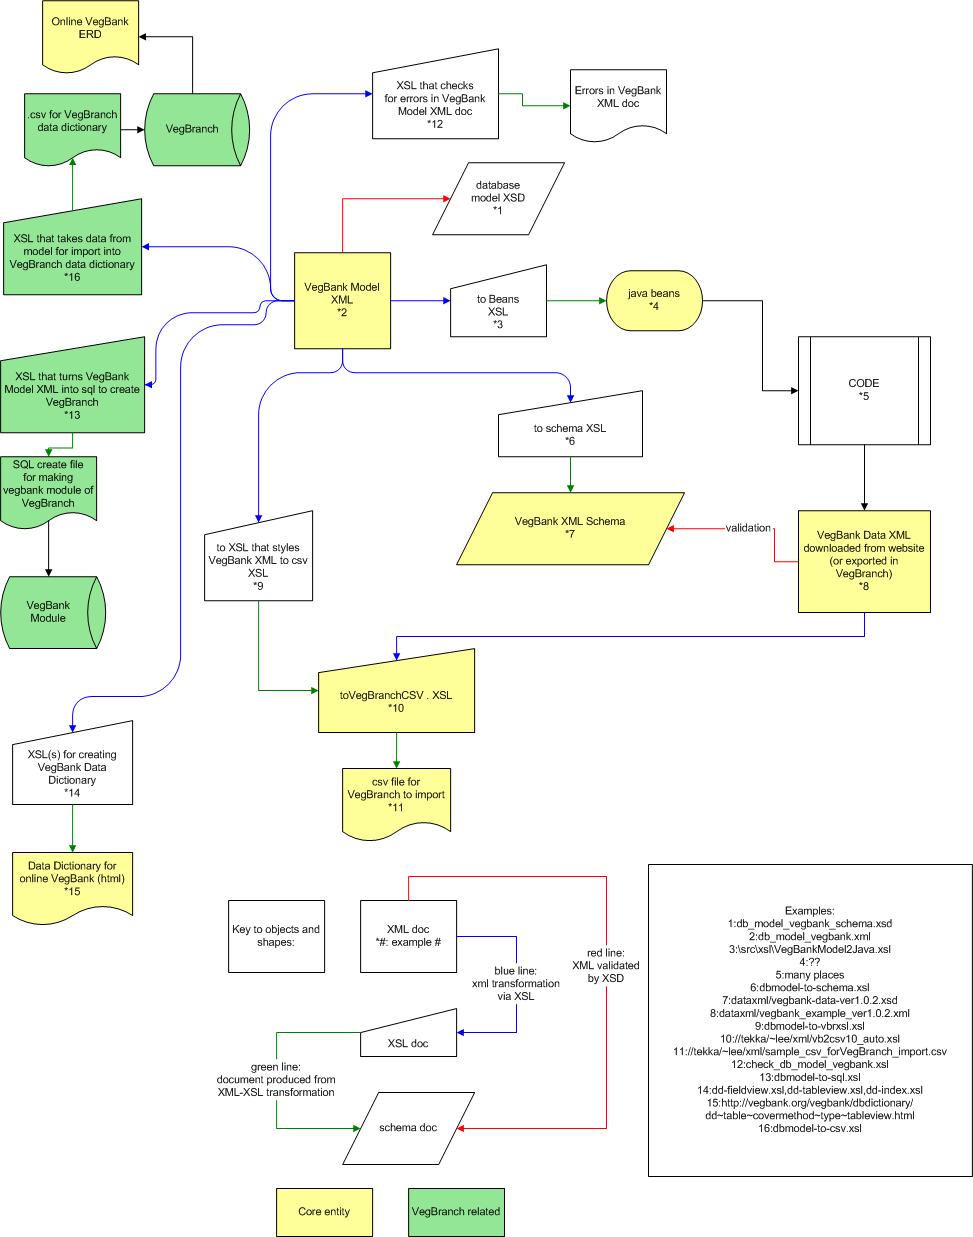 Online VegBank
ERD
.csv for VegBranch
data dictionary
VegBranch
XSL that checks
for errors in VegBank
Model XML doc
*12
Errors in VegBank
XML doc
database
model XSD
*1
XSL that takes data from
model for import into
VegBranch data dictionary
*16
VegBank Model
XML
*2
to Beans
XSL
*3
java beans
*4
XSL that turns VegBank
Model XML into sql to create
VegBranch
*13
CODE
*5
to schema XSL
*6
SQL create file
for making
vegbank module of
VegBranch
VegBank XML Schema
*7
validation
VegBank Data XML
downloaded from website
(or exported in
VegBranch)
*8
to XSL that styles
VegBank XML to csv
XSL
*9
VegBank
Module
toVegBranchCSV . XSL
*10
XSL(s) for creating
VegBank Data
Dictionary
*14
csv file for
VegBranch to import
*11
Data Dictionary for
online VegBank (html)
*15
Key to objects and
shapes:
XML doc
*#: example #
red line:
XML validated
by XSD
blue line:
xml transformation
via XSL
XSL doc
green line:
document produced from
XML-XSL transformation
schema doc
Core entity
VegBranch related
Examples:
1:db_model_vegbank_schema.xsd
2:db_model_vegbank.xml
3:\src\xsl\VegBankModel2Java.xsl
4:??
5:many places
6:dbmodel-to-schema.xsl
7:dataxml/vegbank-data-ver1.0.2.xsd
8:dataxml/vegbank_example_ver1.0.2.xml
9:dbmodel-to-vbrxsl.xsl
10://tekka/~lee/xml/vb2csv10_auto.xsl
11://tekka/~lee/xml/sample_csv_forVegBranch_import.csv
12:check_db_model_vegbank.xsl
13:dbmodel-to-sql.xsl
14:dd-fieldview.xsl,dd-tableview.xsl,dd-index.xsl
15:http://vegbank.org/vegbank/dbdictionary/
dd~table~covermethod~type~tableview.html
16:dbmodel-to-csv.xsl